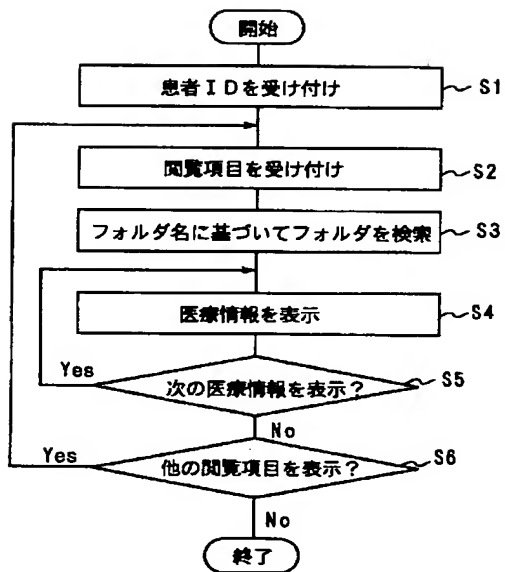 開始
患者IDを受け付け
S1
閲覧項目を受け付け
S2
フォルダ名に基づいてフォルダを検索
S3
医療情報を表示
S4
Yes
次の医療情報を表示?
S5
No
Yes
他の閲覧項目を表示?
S6
No
終了